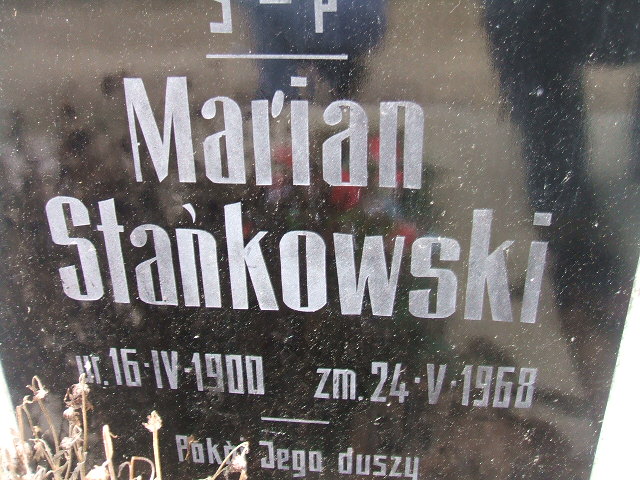 Ś - P
Marian
Stańkowski
ur. 16·IV·1900 zm. 24·V·1968
Pokój Jego duszy